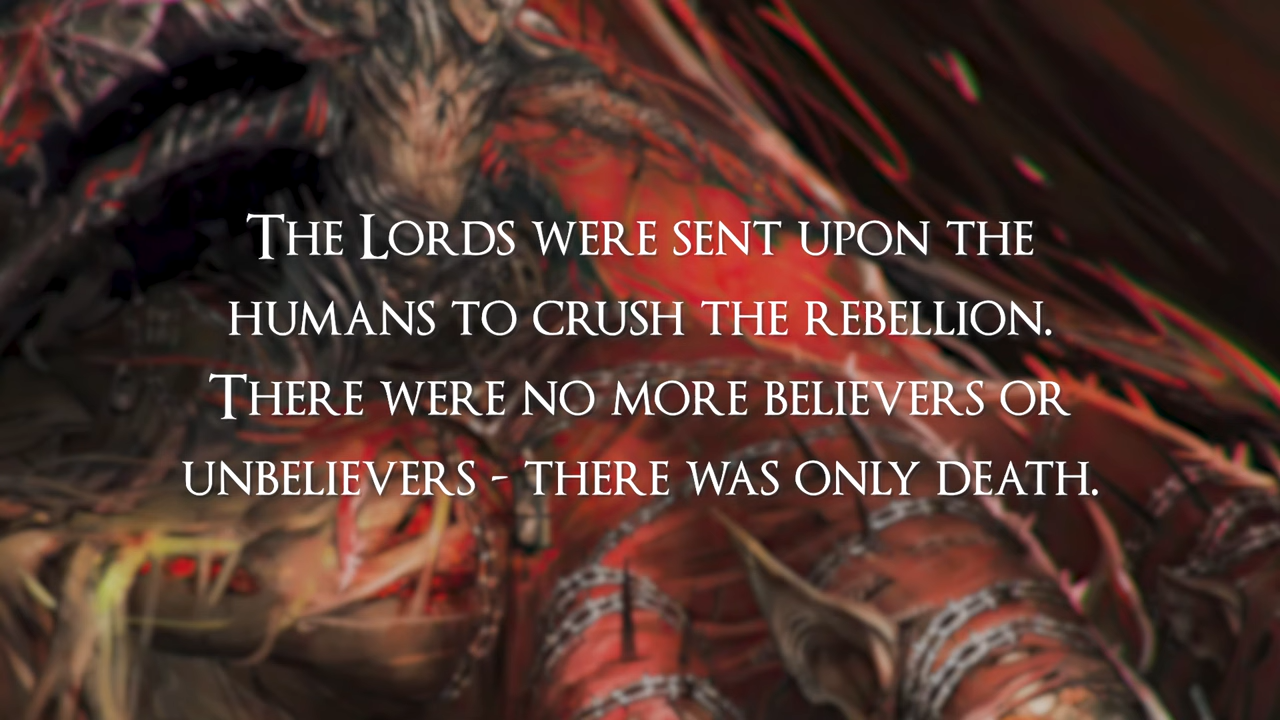 The Lords were sent upon the
humans to crush the rebellion.
There were no more believers or
unbelievers - there was only death.